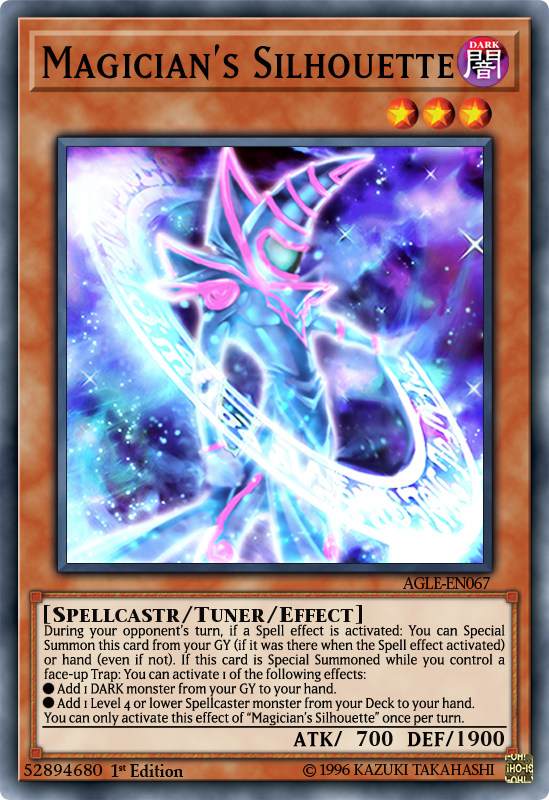 Magician's Silhouette
DARK
闇
AGLE-EN067
[Spellcastr/Tuner/Effect]
During your opponent's turn, if a Spell effect is activated: You can Special
Summon this card from your GY (if it was there when the Spell effect activated)
or hand (even if not). If this card is Special Summoned while you control a
face-up Trap: You can activate 1 of the following effects:
● Add 1 DARK monster from your GY to your hand.
● Add 1 Level 4 or lower Spellcaster monster from your Deck to your hand.
You can only activate this effect of “Magician's Silhouette” once per turn.
ATK/ 700 DEF/1900
52894680 1st Edition
© 1996 KAZUKI TAKAHASHI